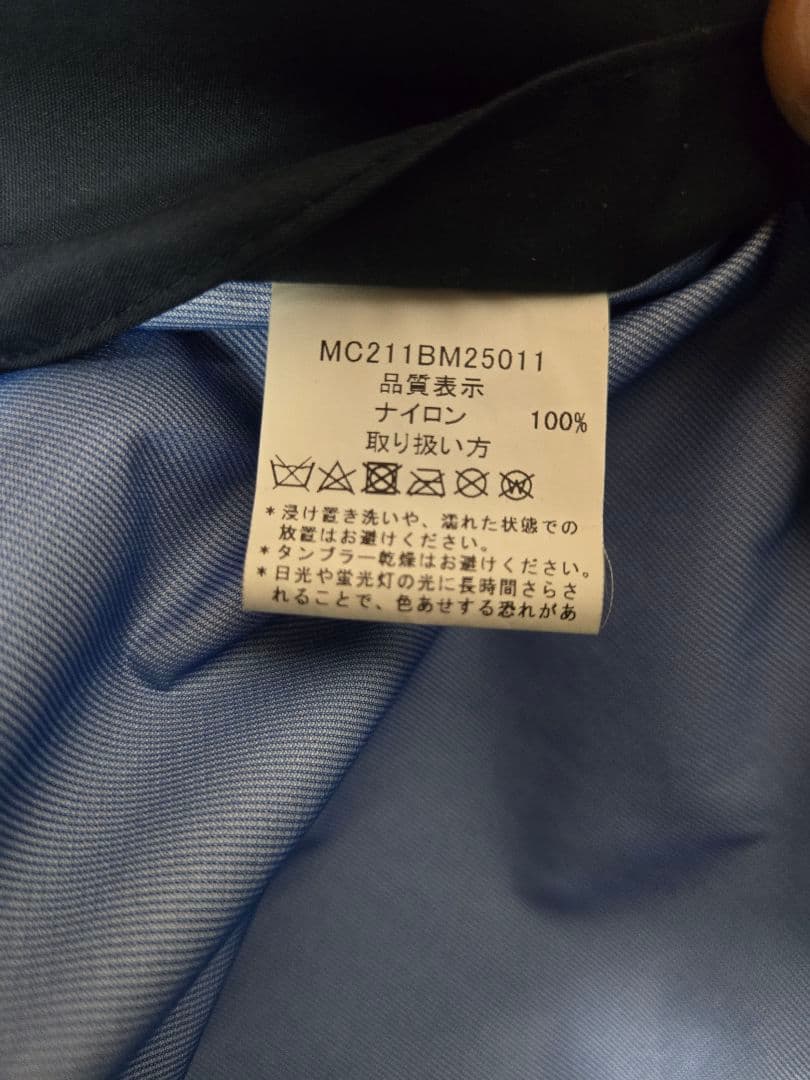 MC211BM25011
品質表示
ナイロン 100%
取り扱い方
＊浸け置き洗いや、濡れた状態での
放置はお避けください。
＊タンブラー乾燥はお避けください。
＊日光や蛍光灯の光に長時間さらさ
れることで、色あせする恐れがあ